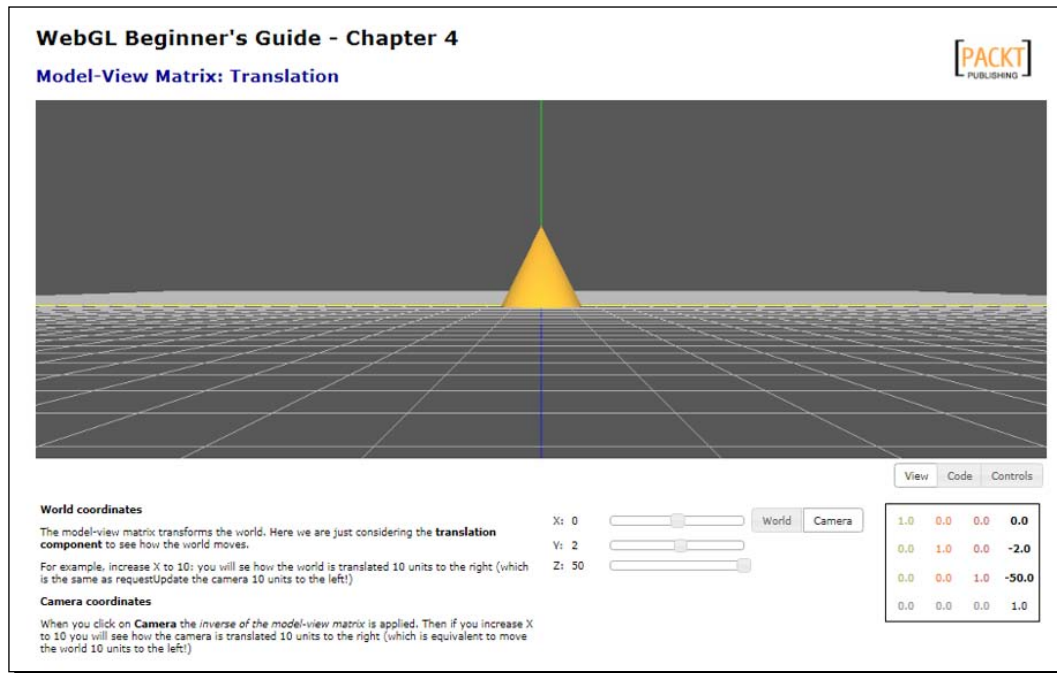 WebGL Beginner's Guide - Chapter 4
[PACKT]
PUBLISHING
Model-View Matrix: Translation
View Code Controls
World coordinates
The model-view matrix transforms the world. Here we are just considering the translation
component to see how the world moves.
For example, increase X to 10: you will se how the world is translated 10 units to the right (which
is the same as requestUpdate the camera 10 units to the left!)
Camera coordinates
When you click on Camera the inverse of the model-view matrix is applied. Then if you increase X
to 10 you will see how the camera is translated 10 units to the right (which is equivalent to move
the world 10 units to the left!)
X: 0 World Camera
Y: 2
Z: 50
1.0 0.0 0.0 0.0
0.0 1.0 0.0 -2.0
0.0 0.0 1.0 -50.0
0.0 0.0 0.0 1.0